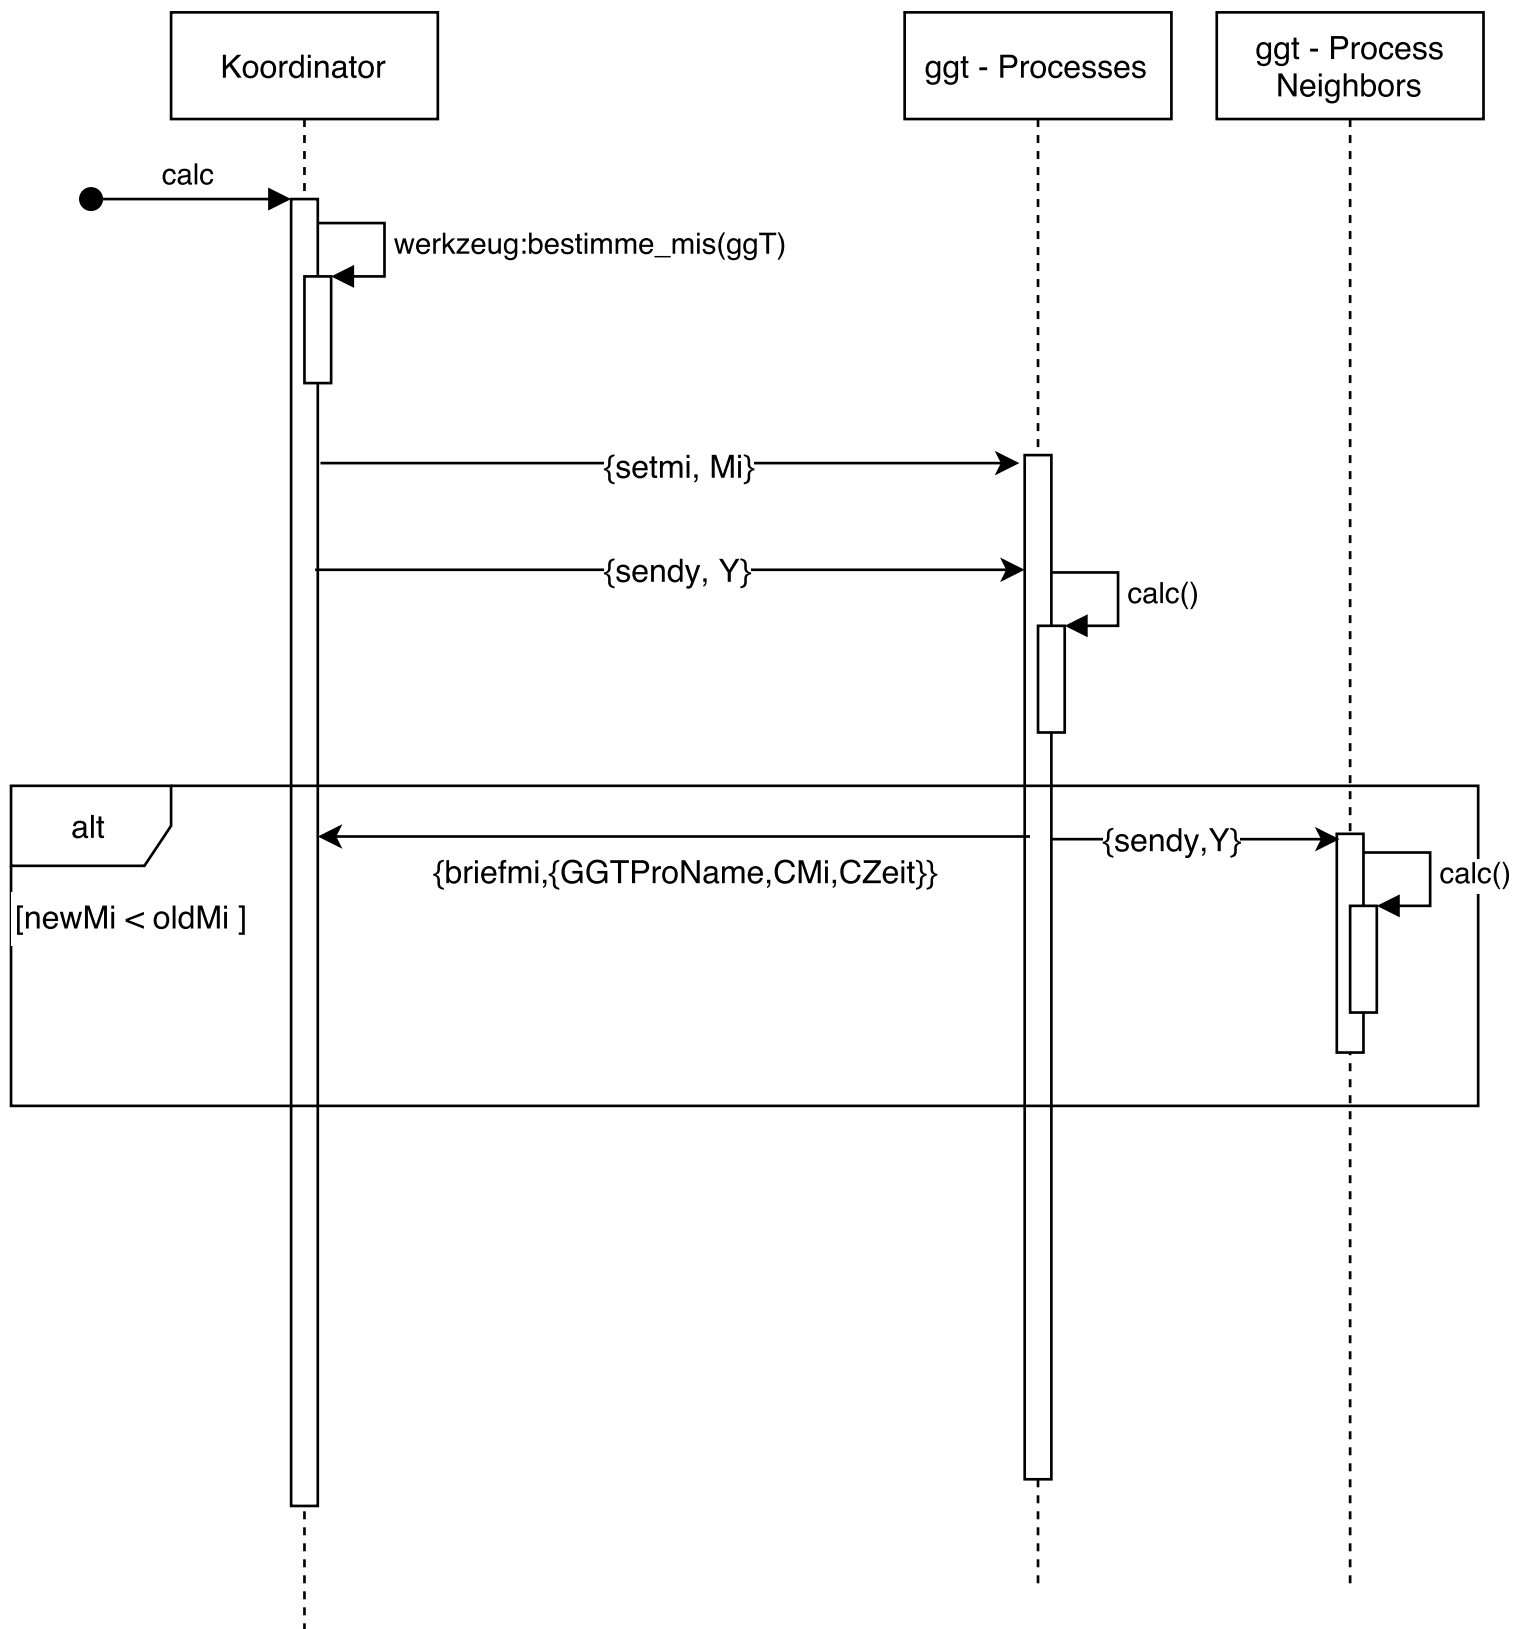 Koordinator
ggt - Processes
ggt - Process
Neighbors
calc
werkzeug:bestimme_mis(ggT)
{setmi, Mi}
{sendy, Y}
calc()
alt
{sendy,Y}
{briefmi,{GGTProName,CMi,CZeit}}
calc()
[newMi < oldMi ]